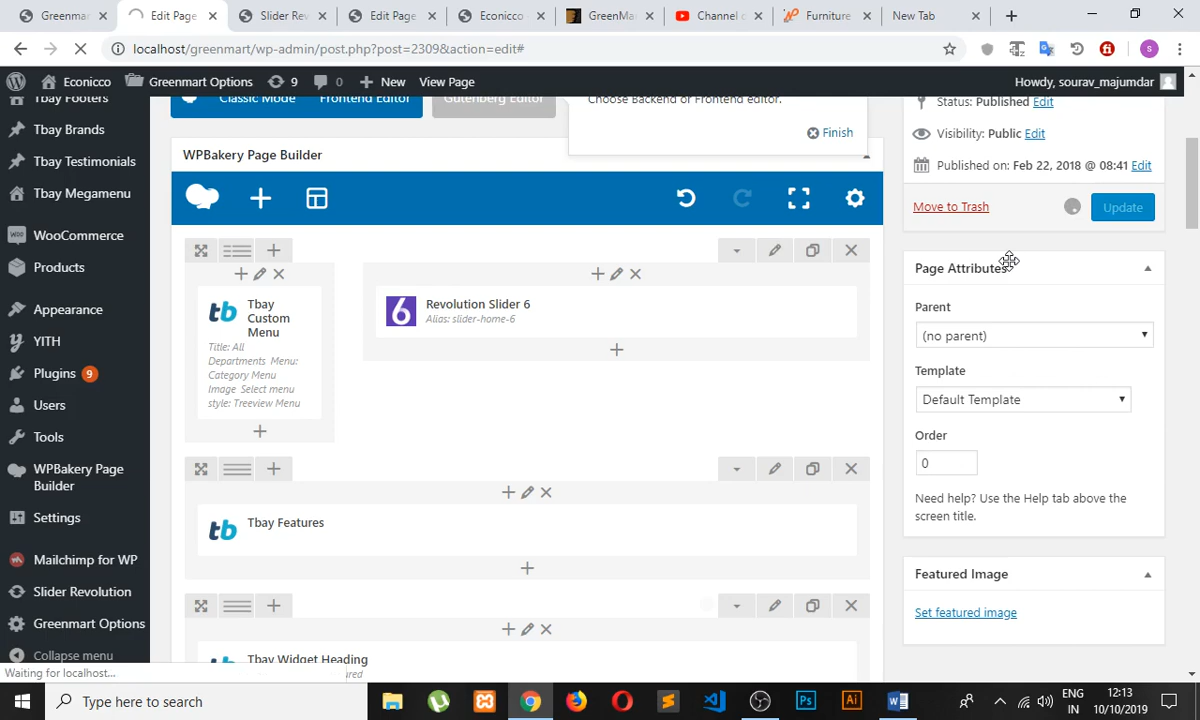 Greenmar
Edit Page
Slider Rev
Edit Page
Econicco
GreenMa
Channel d
Furniture
New Tab
localhost/greenmart/wp-admin/post.php?post=2309&action=edit#
S
Econicco
Greenmart Options
9
0
New
View Page
Howdy, sourav_majumdar
Tbay Footers
Tbay Brands
Tbay Testimonials
Tbay Megamenu
WooCommerce
Products
Appearance
YITH
Plugins 9
Users
Tools
WPBakery Page
Builder
Settings
Mailchimp for WP
Slider Revolution
Greenmart Options
Collapse menu
Waiting for localhost...
Classic Mode
Frontend Editor
Gutenberg Editor
Choose Backend or Frontend editor.
Finish
WPBakery Page Builder
Tbay
Custom
Menu
Title: All
Departments Menu:
Category Menu
Image Select menu
style: Treeview Menu
6
Revolution Slider 6
Alias: slider-home-6
tb
Tbay Features
Tbay Widget Heading
Status: Published Edit
Visibility: Public Edit
Published on: Feb 22, 2018 @ 08:41 Edit
Move to Trash
Update
Page Attributes
Parent
(no parent)
Template
Default Template
Order
0
Need help? Use the Help tab above the
screen title.
Featured Image
Set featured image
Type here to search
Ps
Ai
ENG
IN
12:13
10/10/2019